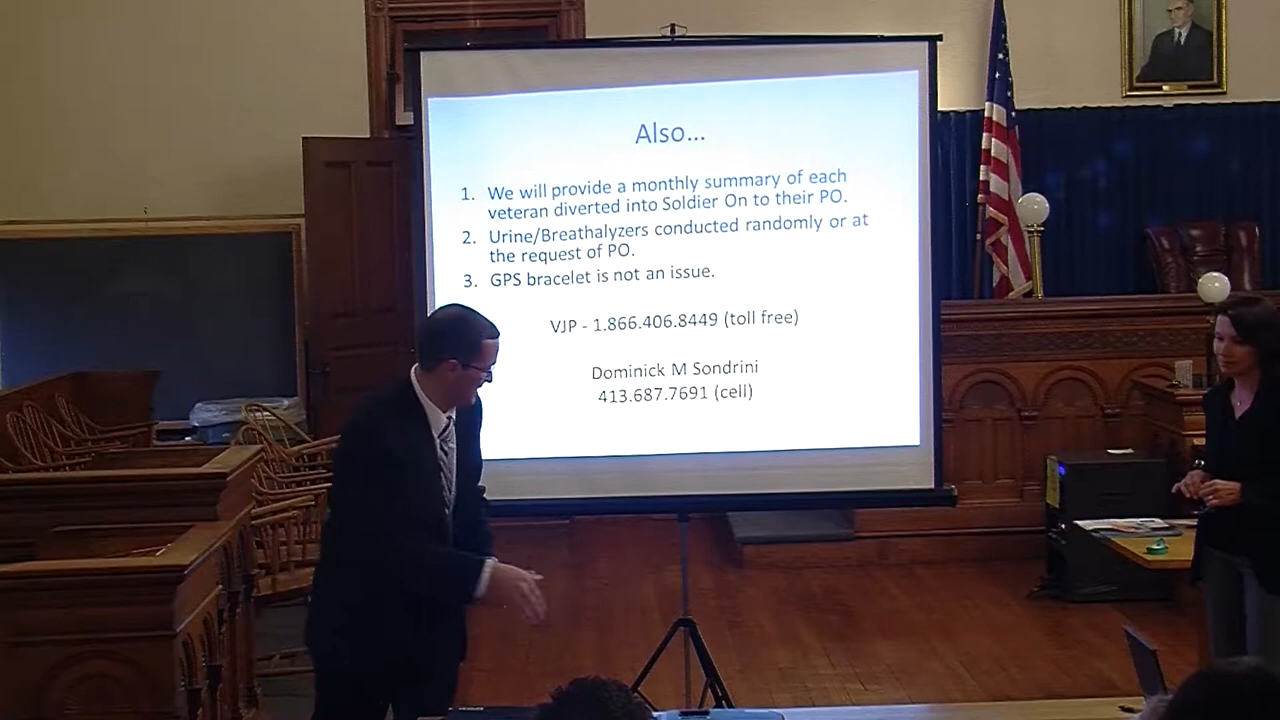 Also...
1. We will provide a monthly summary of each
veteran diverted into Soldier On to their PO.
2. Urine/Breathalyzers conducted randomly or at
the request of PO.
3. GPS bracelet is not an issue.
VJP - 1.866.406.8449 (toll free)
Dominick M Sondrini
413.687.7691 (cell)